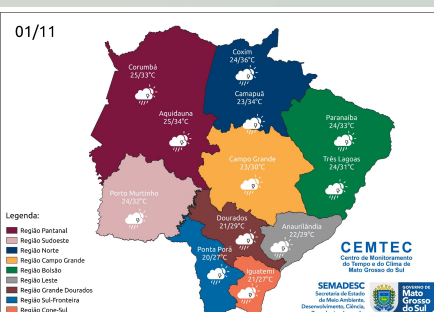 01/11
Coxim
24/36°C
Corumbá
25/33°C
Camapuã
23/34°C
Aquidauna
25/34°C
Paranaíba
24/33°C
Campo Grande
23/30°C
Três Lagoas
24/31°C
Porto Murtinho
24/32°C
Dourados
21/29°C
Anaurilândia
22/29°C
Ponta Porã
20/27°C
Iguatemi
21/27°C
Legenda:
Região Pantanal
Região Sudoeste
Região Norte
Região Campo Grande
Região Bolsão
Região Leste
Região Grande Dourados
Região Sul-Fronteira
Região Cone-Sul
CEMTEC
Centro de Monitoramento
do Tempo e do Clima de
Mato Grosso do Sul
SEMADESC
Secretaria de Estado
de Meio Ambiente,
Desenvolvimento, Ciência,
GOVERNO DE
Mato
Grosso
do Sul